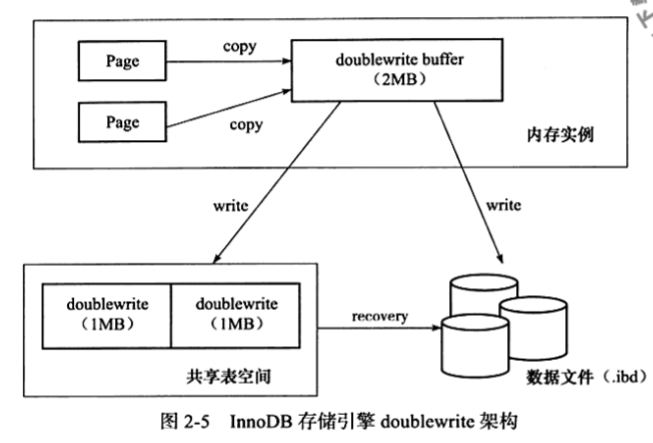 Page
copy
doublewrite buffer
（2MB）
Page
copy
内存实例
write
write
doublewrite
（1MB）
doublewrite
（1MB）
recovery
共享表空间
数据文件（.ibd）
图 2-5 InnoDB 存储引擎 doublewrite 架构